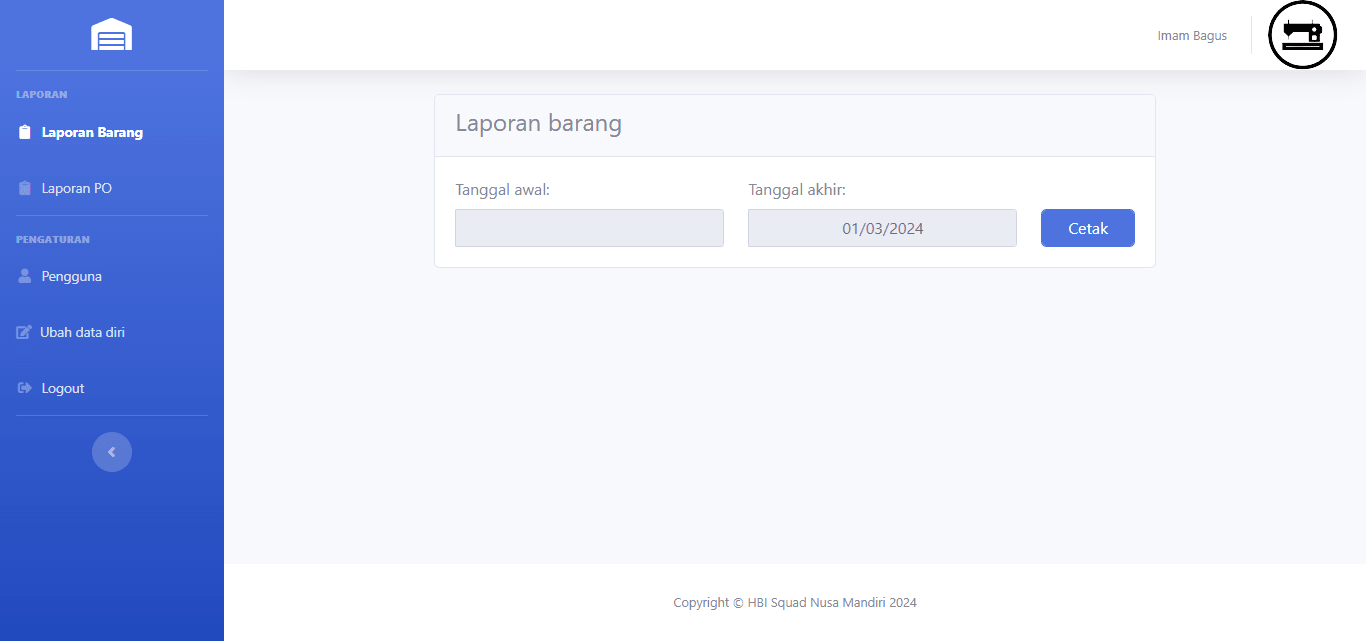 Imam Bagus
LAPORAN
Laporan Barang
Laporan PO
PENGATURAN
Pengguna
Ubah data diri
Logout
Laporan barang
Tanggal awal:
Tanggal akhir:
01/03/2024
Cetak
Copyright © HBI Squad Nusa Mandiri 2024